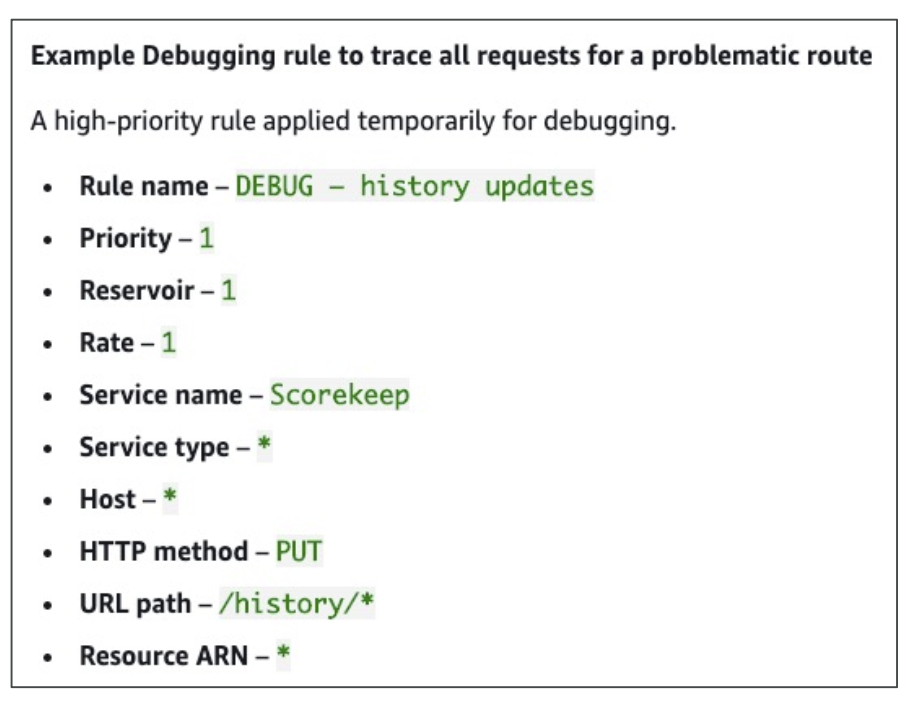 Example Debugging rule to trace all requests for a problematic route
A high-priority rule applied temporarily for debugging.
• Rule name – DEBUG – history updates
• Priority – 1
• Reservoir – 1
• Rate – 1
• Service name – Scorekeep
• Service type – *
• Host – *
• HTTP method – PUT
• URL path – /history/*
• Resource ARN – *